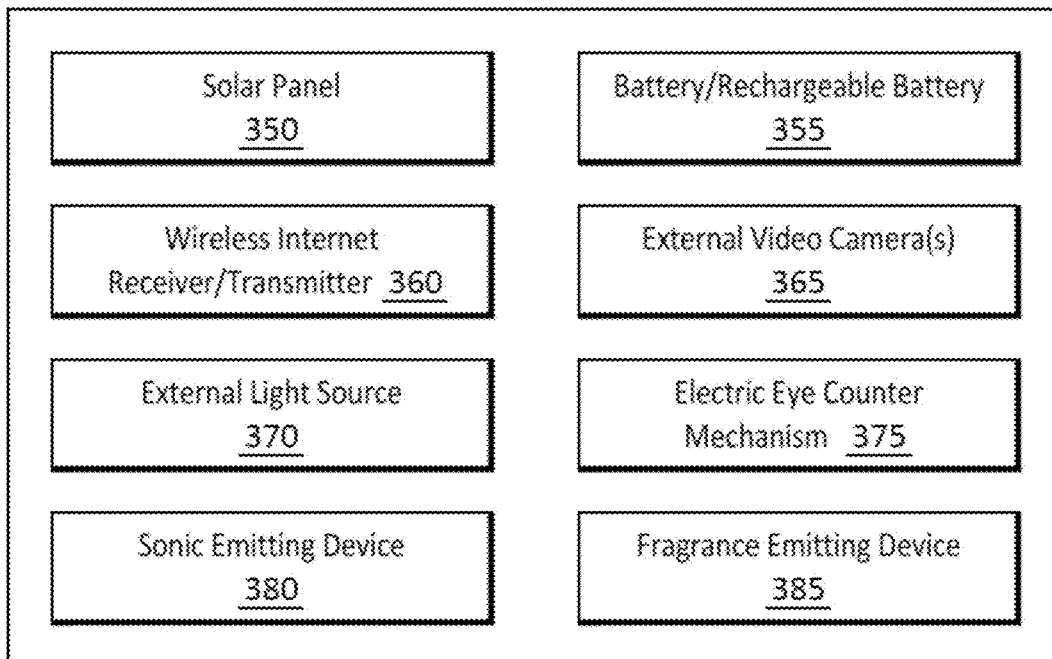 Solar Panel
350
Battery/Rechargeable Battery
355
Wireless Internet
Receiver/Transmitter 360
External Video Camera(s)
365
External Light Source
370
Electric Eye Counter
Mechanism 375
Sonic Emitting Device
380
Fragrance Emitting Device
385